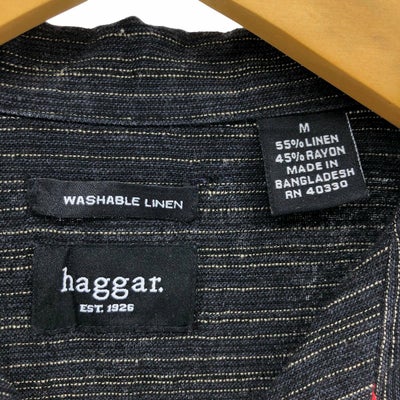 M
55% LINEN
45% RAYON
MADE IN
BANGLADESH
RN 40330
WASHABLE LINEN
haggar.
EST. 1926